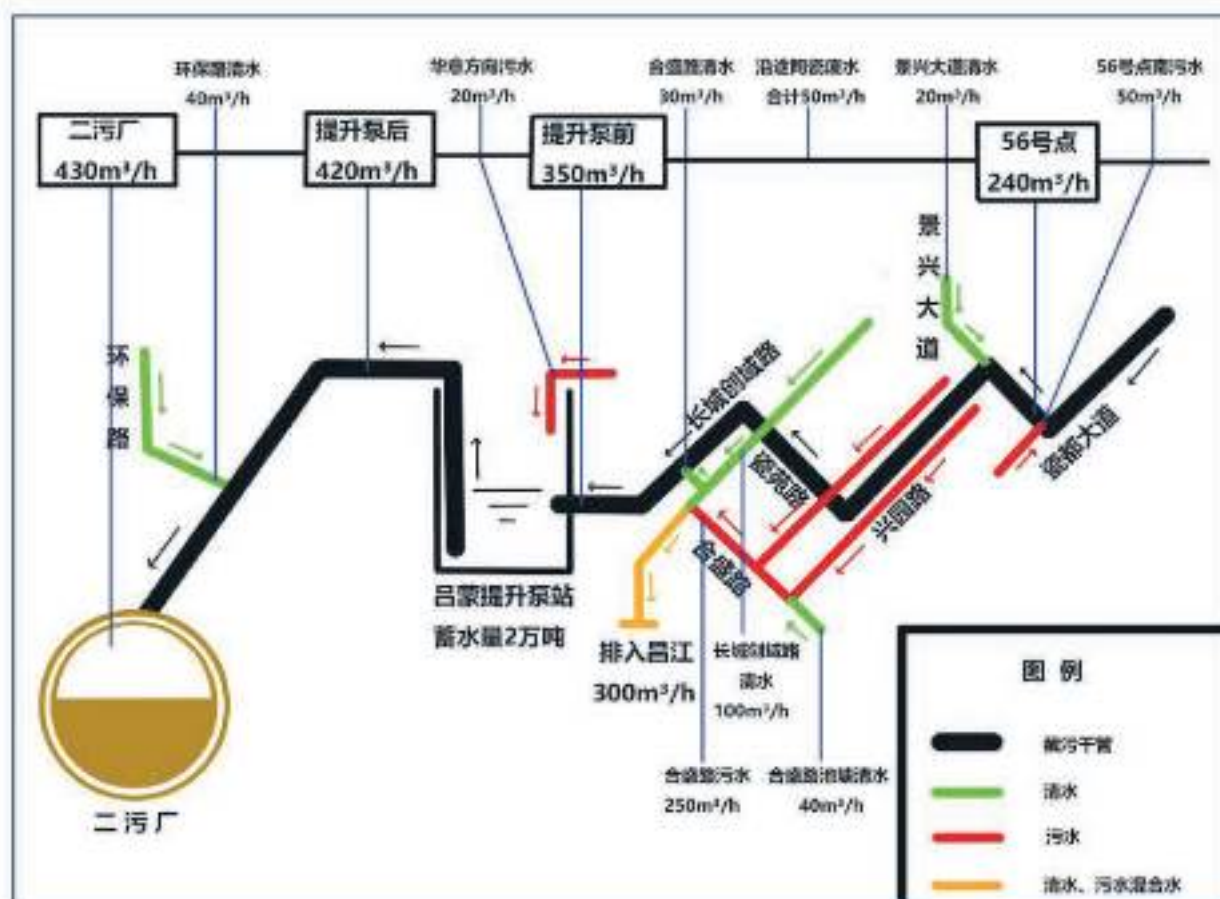 环保路清水
40m³/h
华意方向污水
20m³/h
合盛路清水
30m³/h
沿途陶瓷废水
合计50m³/h
景兴大道清水
20m³/h
56号点南污水
50m³/h
二污厂
430m³/h
提升泵后
420m³/h
提升泵前
350m³/h
56号点
240m³/h
景兴大道
环保路
长城创域路
瓷苑路
兴园路
瓷都大道
合盛路
吕蒙提升泵站
蓄水量2万吨
排入昌江
300m³/h
长城创域路
清水
100m³/h
合盛路污水
250m³/h
合盛路池塘清水
40m³/h
二污厂
图例
截污干管
清水
污水
清水、污水混合水